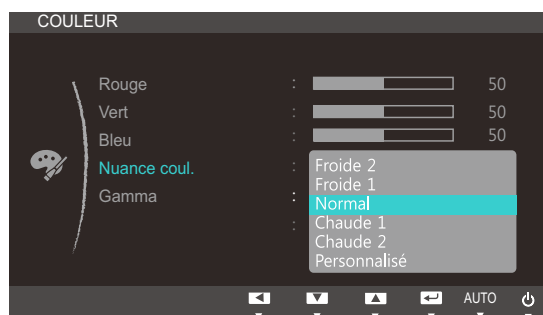 COULEUR
Rouge : 50
Vert : 50
Bleu : 50
Nuance coul. : Froide 2
Froide 1
Gamma : Normal
: Chaude 1
Chaude 2
Personnalisé
AUTO